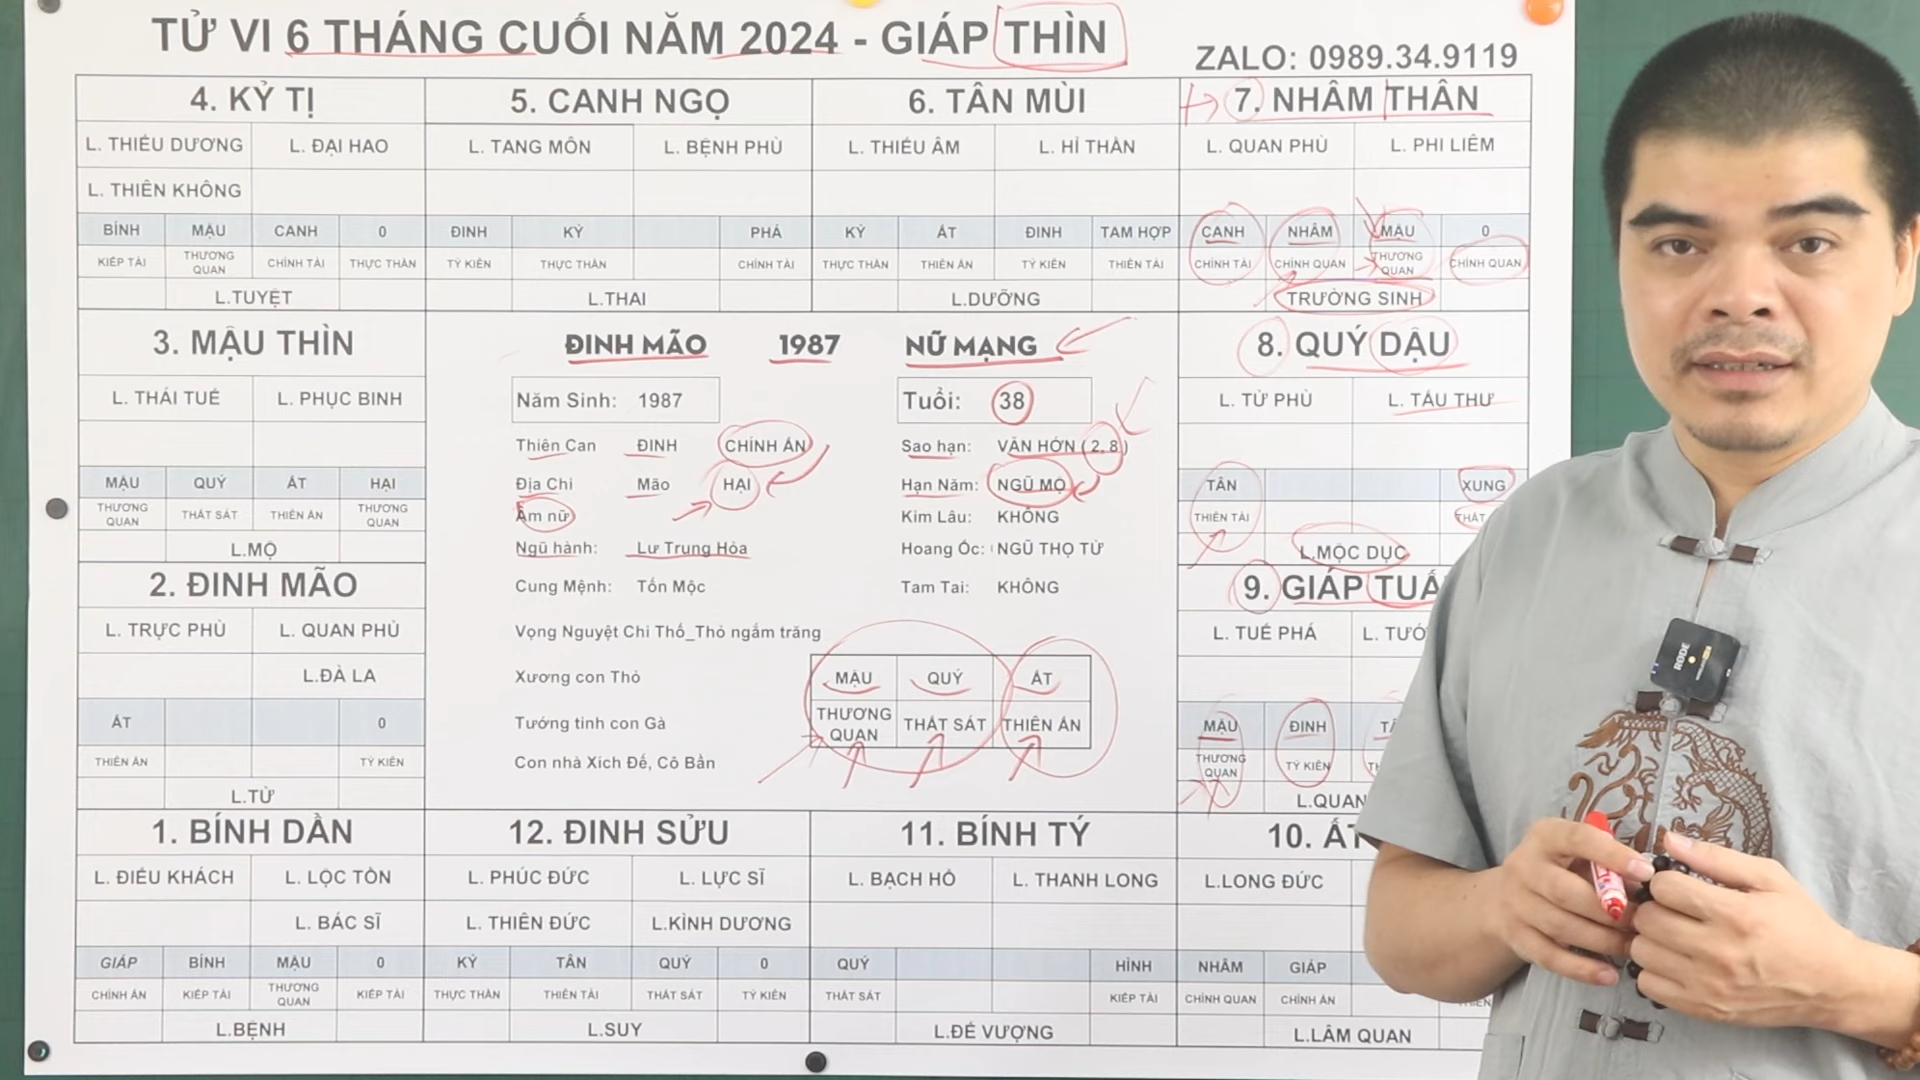 TỬ VI 6 THÁNG CUỐI NĂM 2024 - GIÁP THÌN
ZALO: 0989.34.9119
4. KỶ TỊ
L. THIẾU DƯƠNG L. ĐẠI HAO
L. THIÊN KHÔNG
BÍNH MẬU CANH 0
KIẾP TÀI THƯƠNG QUAN CHÍNH TÀI THỰC THẦN
L.TUYỆT
5. CANH NGỌ
L. TANG MÔN L. BỆNH PHÙ
ĐINH KỶ PHÁ
TỶ KIÊN THỰC THẦN CHÍNH TÀI
L.THAI
6. TÂN MÙI
L. THIẾU ÂM L. HỈ THẦN
KỶ ẤT ĐINH TAM HỢP
THỰC THẦN THIÊN ẤN TỶ KIÊN THIÊN TÀI
L.DƯỠNG
7. NHÂM THÂN
L. QUAN PHÙ L. PHI LIÊM
CANH NHÂM MẬU 0
CHÍNH TÀI CHÍNH QUAN THƯƠNG QUAN CHÍNH QUAN
TRƯỜNG SINH
3. MẬU THÌN
L. THÁI TUẾ L. PHỤC BINH
MẬU QUÝ ẤT HẠI
THƯƠNG QUAN THẤT SÁT THIÊN ẤN THƯƠNG QUAN
L.MỘ
ĐINH MÃO 1987 NỮ MẠNG
Năm Sinh: 1987 Tuổi: 38
Thiên Can ĐINH CHÍNH ẤN Sao hạn: VÂN HỚN (2, 8)
Địa Chi Mão HẠI Hạn Năm: NGŨ MỘ
Âm nữ Kim Lâu: KHÔNG
Ngũ hành: Lư Trung Hỏa Hoang Ốc: NGŨ THỌ TỬ
Cung Mệnh: Tốn Mộc Tam Tai: KHÔNG
Vọng Nguyệt Chi Thố_Thỏ ngắm trăng
Xương con Thỏ
Tướng tinh con Gà
Con nhà Xích Đế, Cô Bần
MẬU QUÝ ẤT
THƯƠNG QUAN THẤT SÁT THIÊN ẤN
8. QUÝ DẬU
L. TỬ PHÙ L. TẤU THƯ
TÂN XUNG
THIÊN TÀI THẤT
L.MỘC DỤC
2. ĐINH MÃO
L. TRỰC PHÙ L. QUAN PHỦ
L.ĐÀ LA
ẤT 0
THIÊN ẤN TỶ KIÊN
L.TỬ
9. GIÁP TUẤ
L. TUẾ PHÁ L. TƯỚ
MẬU ĐINH TÂ
THƯƠNG QUAN TỶ KIÊN TH
L.QUAN
1. BÍNH DẦN
L. ĐIẾU KHÁCH L. LỘC TỒN
L. BÁC SĨ
GIÁP BÍNH MẬU 0
CHÍNH ẤN KIẾP TÀI THƯƠNG QUAN KIẾP TÀI
L.BỆNH
12. ĐINH SỬU
L. PHÚC ĐỨC L. LỰC SĨ
L. THIÊN ĐỨC L.KÌNH DƯƠNG
KỶ TÂN QUÝ 0
THỰC THẦN THIÊN TÀI THẤT SÁT TỶ KIÊN
L.SUY
11. BÍNH TÝ
L. BẠCH HỔ L. THANH LONG
QUÝ HÌNH
THẤT SÁT KIẾP TÀI
L.ĐẾ VƯỢNG
10. ẤT
L.LONG ĐỨC
NHÂM GIÁP
CHÍNH QUAN CHÍNH ẤN
L.LÂM QUAN
RØDE